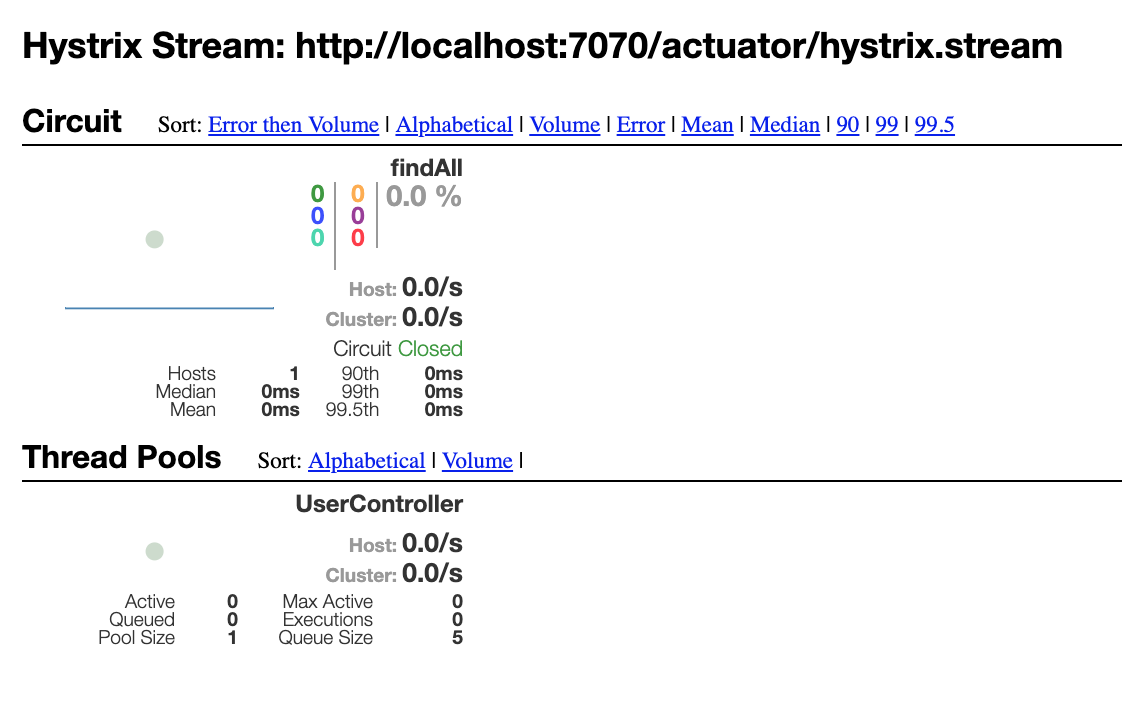 Hystrix Stream: http://localhost:7070/actuator/hystrix.stream
Circuit Sort: Error then Volume | Alphabetical | Volume | Error | Mean | Median | 90 | 99 | 99.5
findAll
0 0 0.0 %
0 0
0 0
Host: 0.0/s
Cluster: 0.0/s
Circuit Closed
Hosts 1 90th 0ms
Median 0ms 99th 0ms
Mean 0ms 99.5th 0ms
Thread Pools Sort: Alphabetical | Volume |
UserController
Host: 0.0/s
Cluster: 0.0/s
Active 0 Max Active 0
Queued 0 Executions 0
Pool Size 1 Queue Size 5